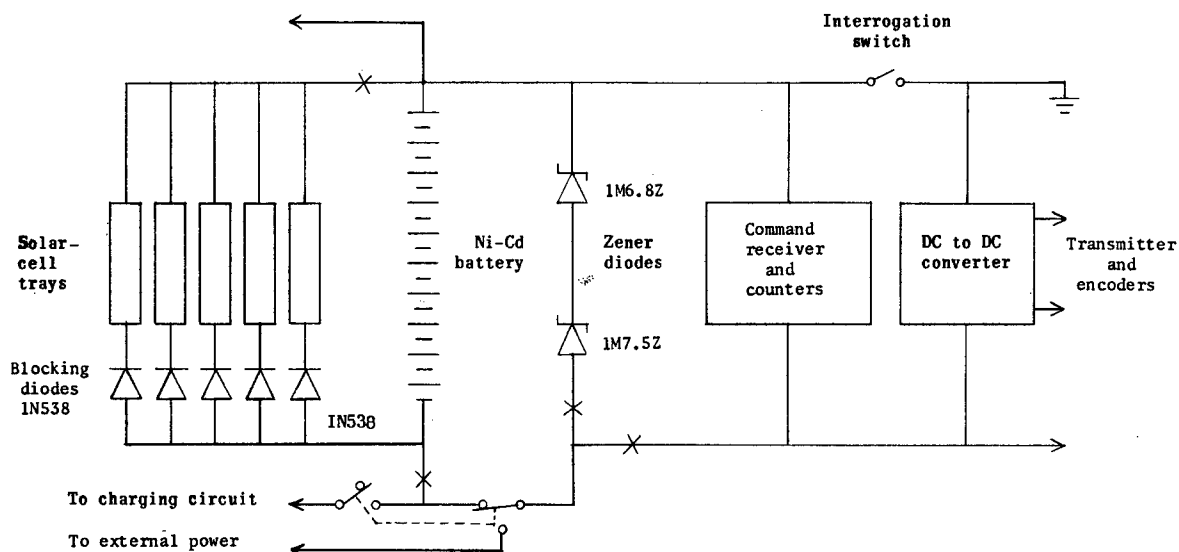 Interrogation
switch
Solar-
cell
trays
Ni-Cd
battery
1M6.8Z
Zener
diodes
1M7.5Z
Command
receiver
and
counters
DC to DC
converter
Transmitter
and
encoders
Blocking
diodes
1N538
IN538
To charging circuit
To external power